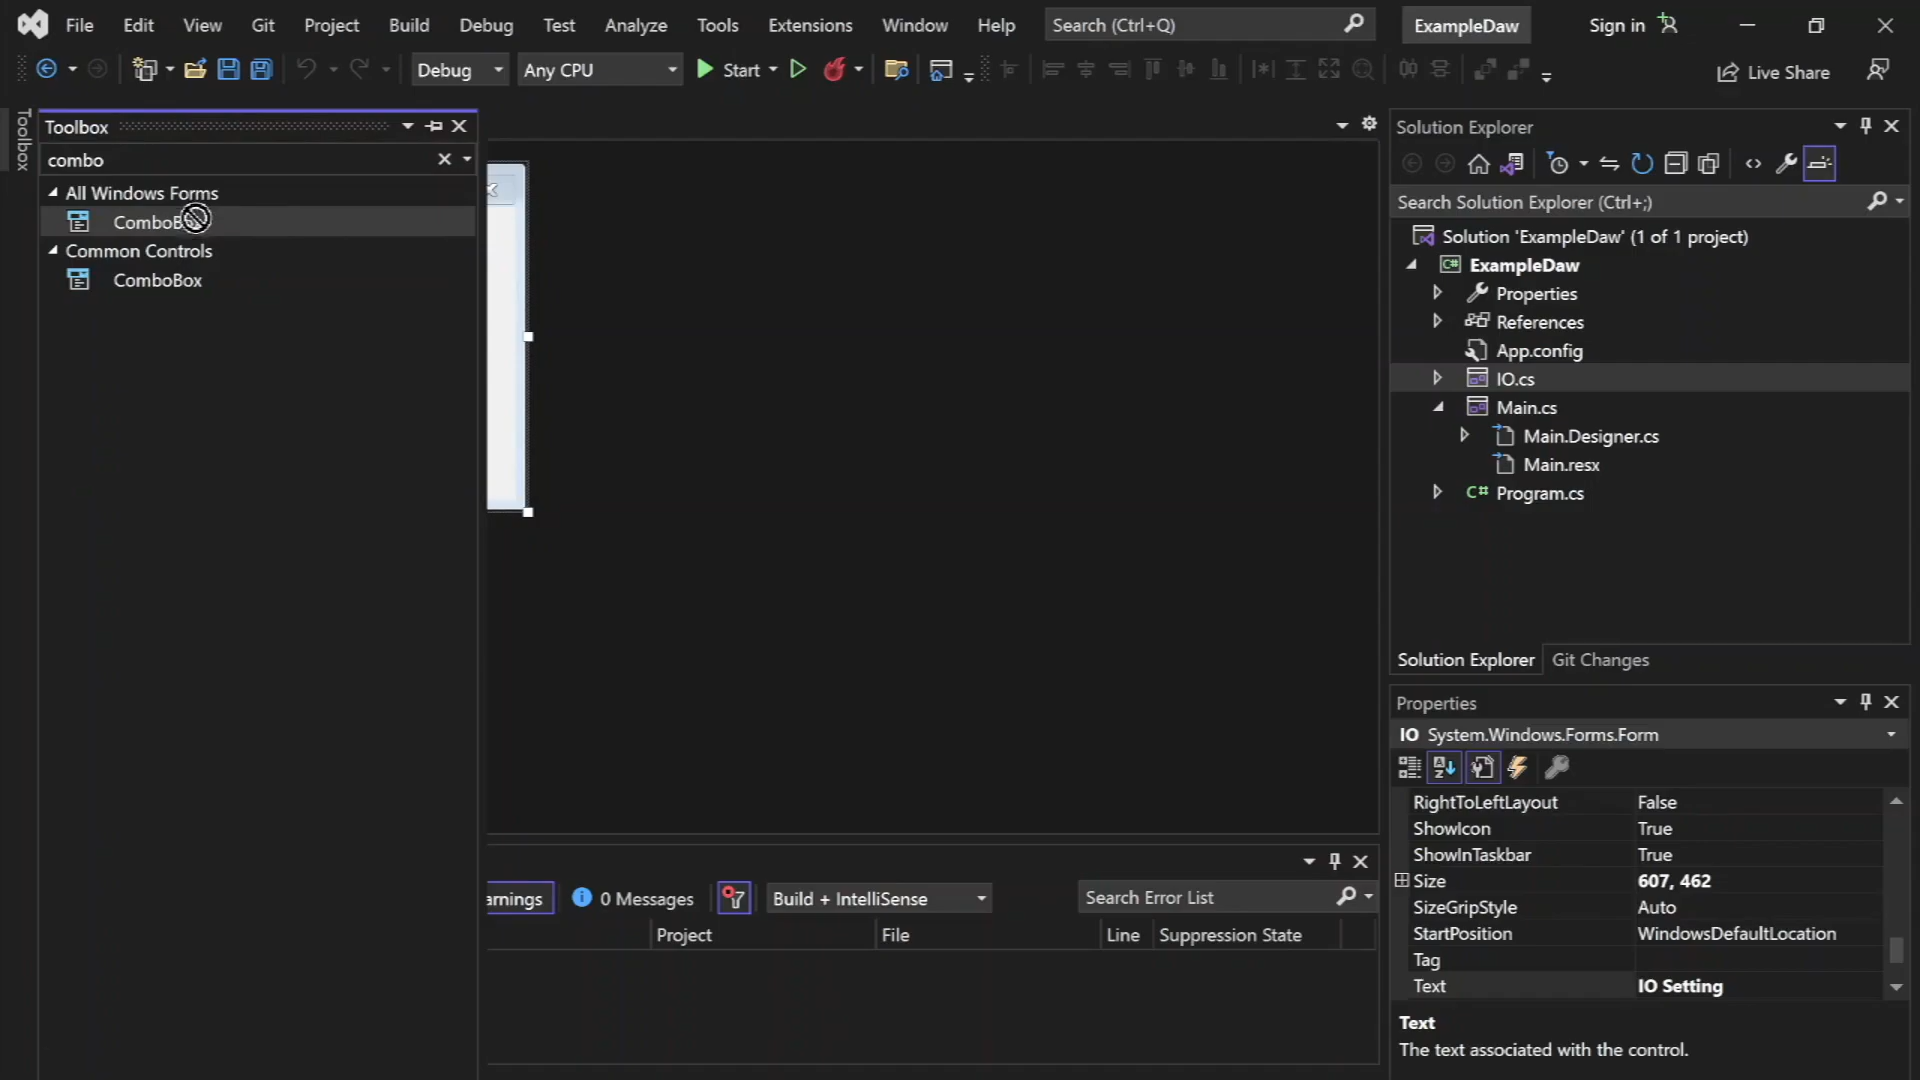 File Edit View Git Project Build Debug Test Analyze Tools Extensions Window Help Search (Ctrl+Q) ExampleDaw Sign in
Debug Any CPU Start Live Share
Toolbox
Toolbox
combo
All Windows Forms
Common Controls
ComboBox
Solution Explorer
Search Solution Explorer (Ctrl+;)
Solution 'ExampleDaw' (1 of 1 project)
ExampleDaw
Properties
References
App.config
IO.cs
Main.cs
Main.Designer.cs
Main.resx
C# Program.cs
Solution Explorer Git Changes
Properties
IO System.Windows.Forms.Form
RightToLeftLayout False
ShowIcon True
ShowInTaskbar True
Size 607, 462
SizeGripStyle Auto
StartPosition WindowsDefaultLocation
Tag
Text IO Setting
Text
The text associated with the control.
0 Messages Build + IntelliSense Search Error List
Project File Line Suppression State